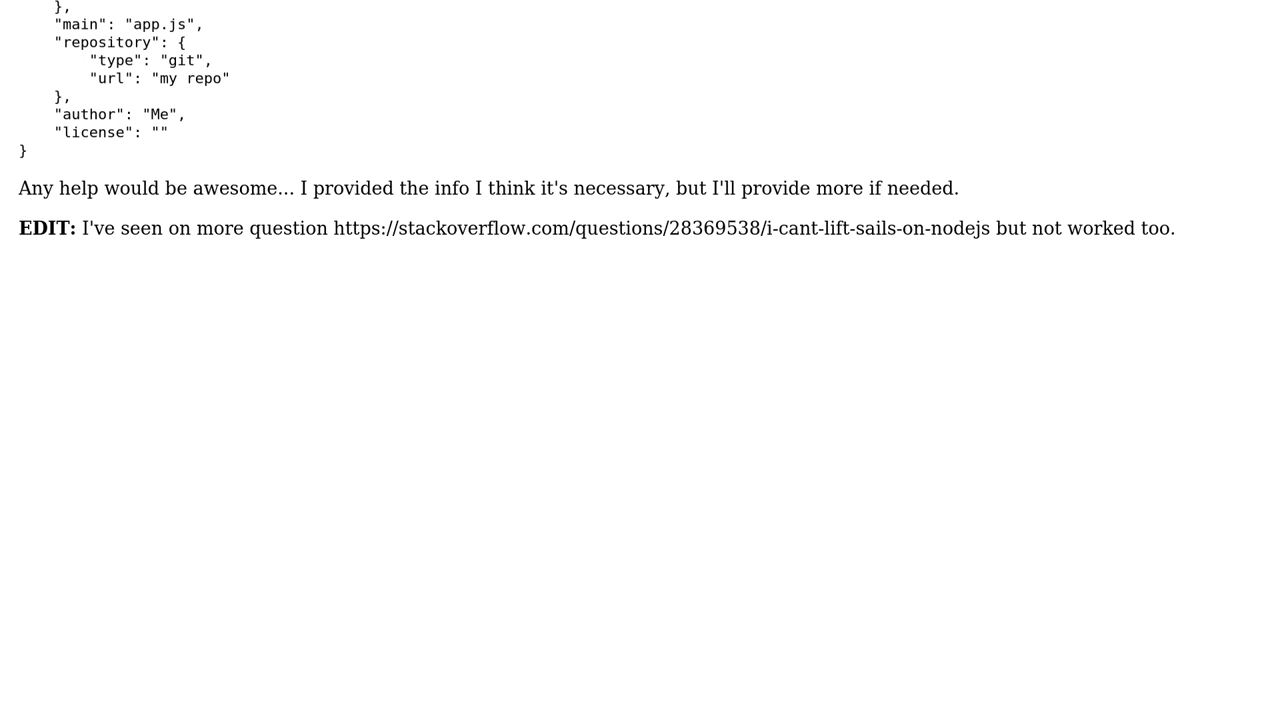 },
    "main": "app.js",
    "repository": {
        "type": "git",
        "url": "my repo"
    },
    "author": "Me",
    "license": ""
}
Any help would be awesome... I provided the info I think it's necessary, but I'll provide more if needed.
EDIT: I've seen on more question https://stackoverflow.com/questions/28369538/i-cant-lift-sails-on-nodejs but not worked too.